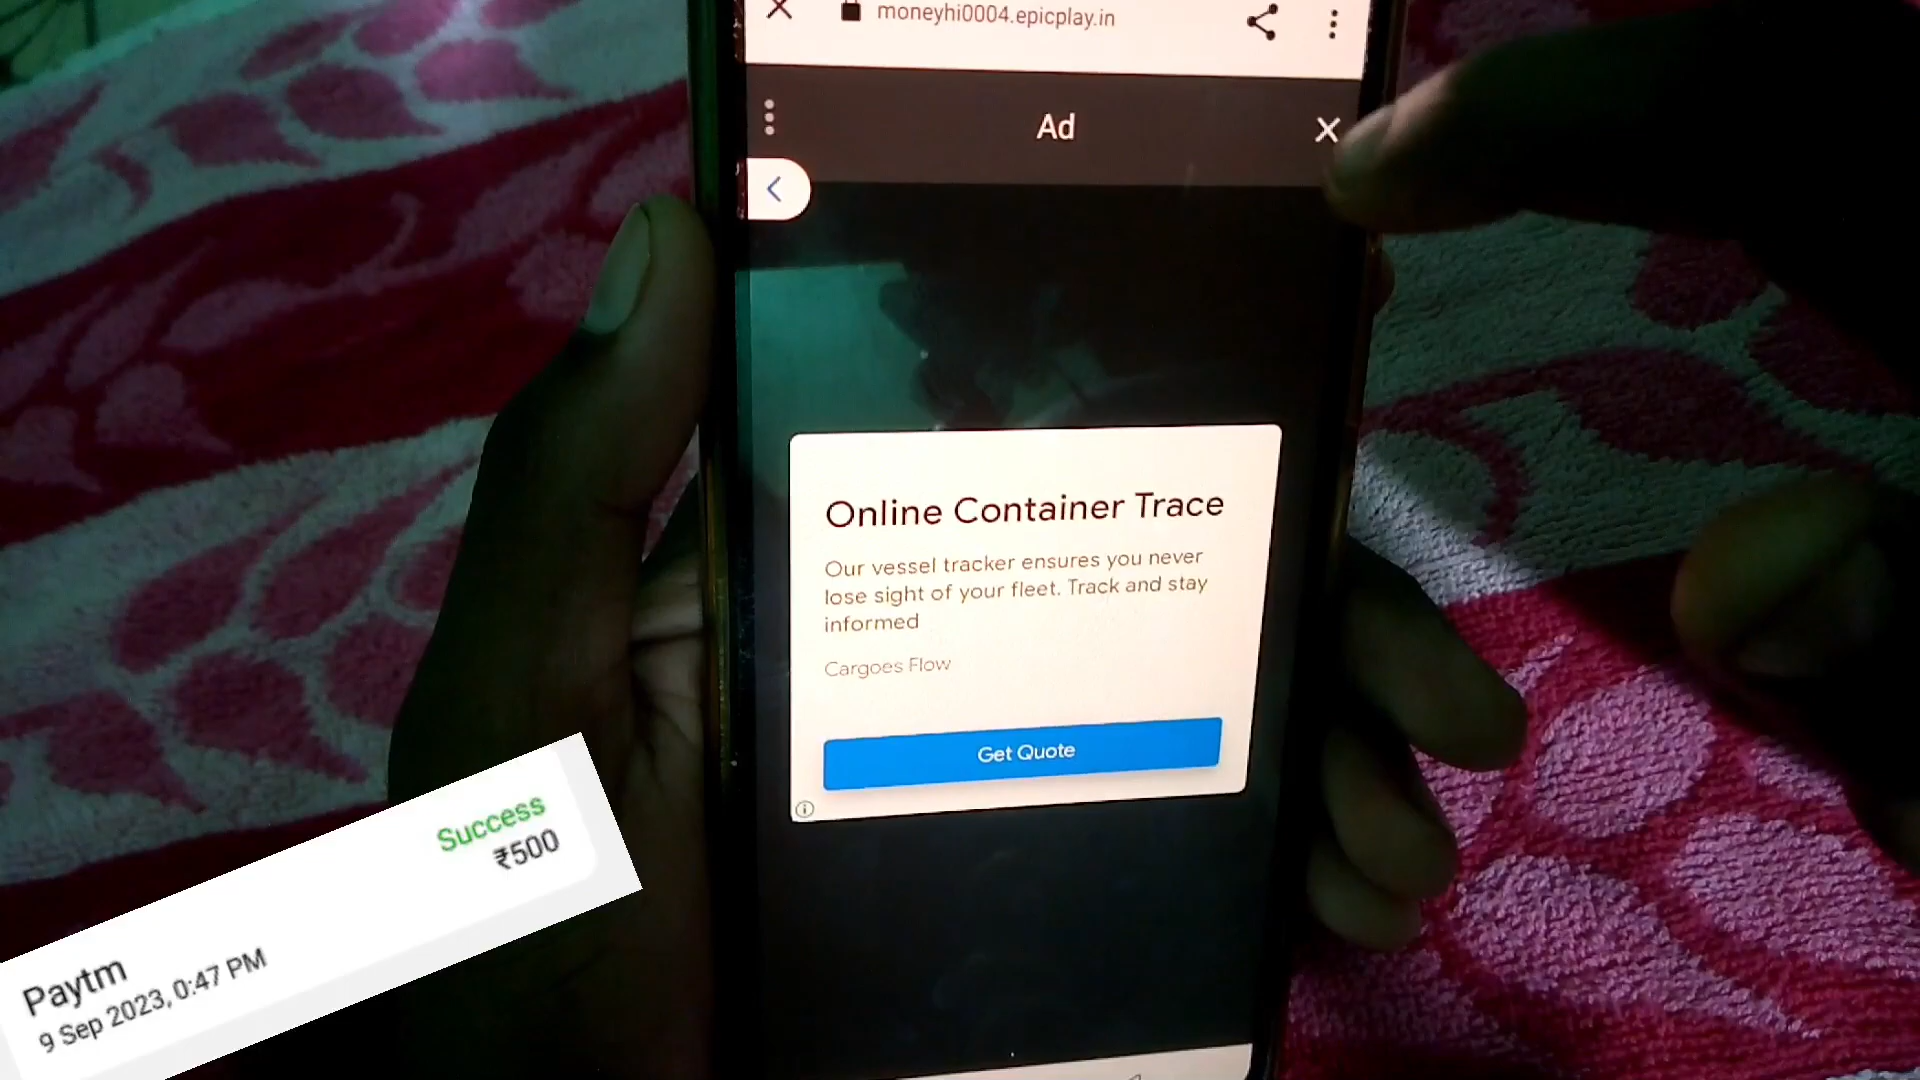 moneyhi0004.epicplay.in
Ad
Online Container Trace
Our vessel tracker ensures you never
lose sight of your fleet. Track and stay
informed
Cargoes Flow
Get Quote
Success
₹500
Paytm
9 Sep 2023, 0:47 PM